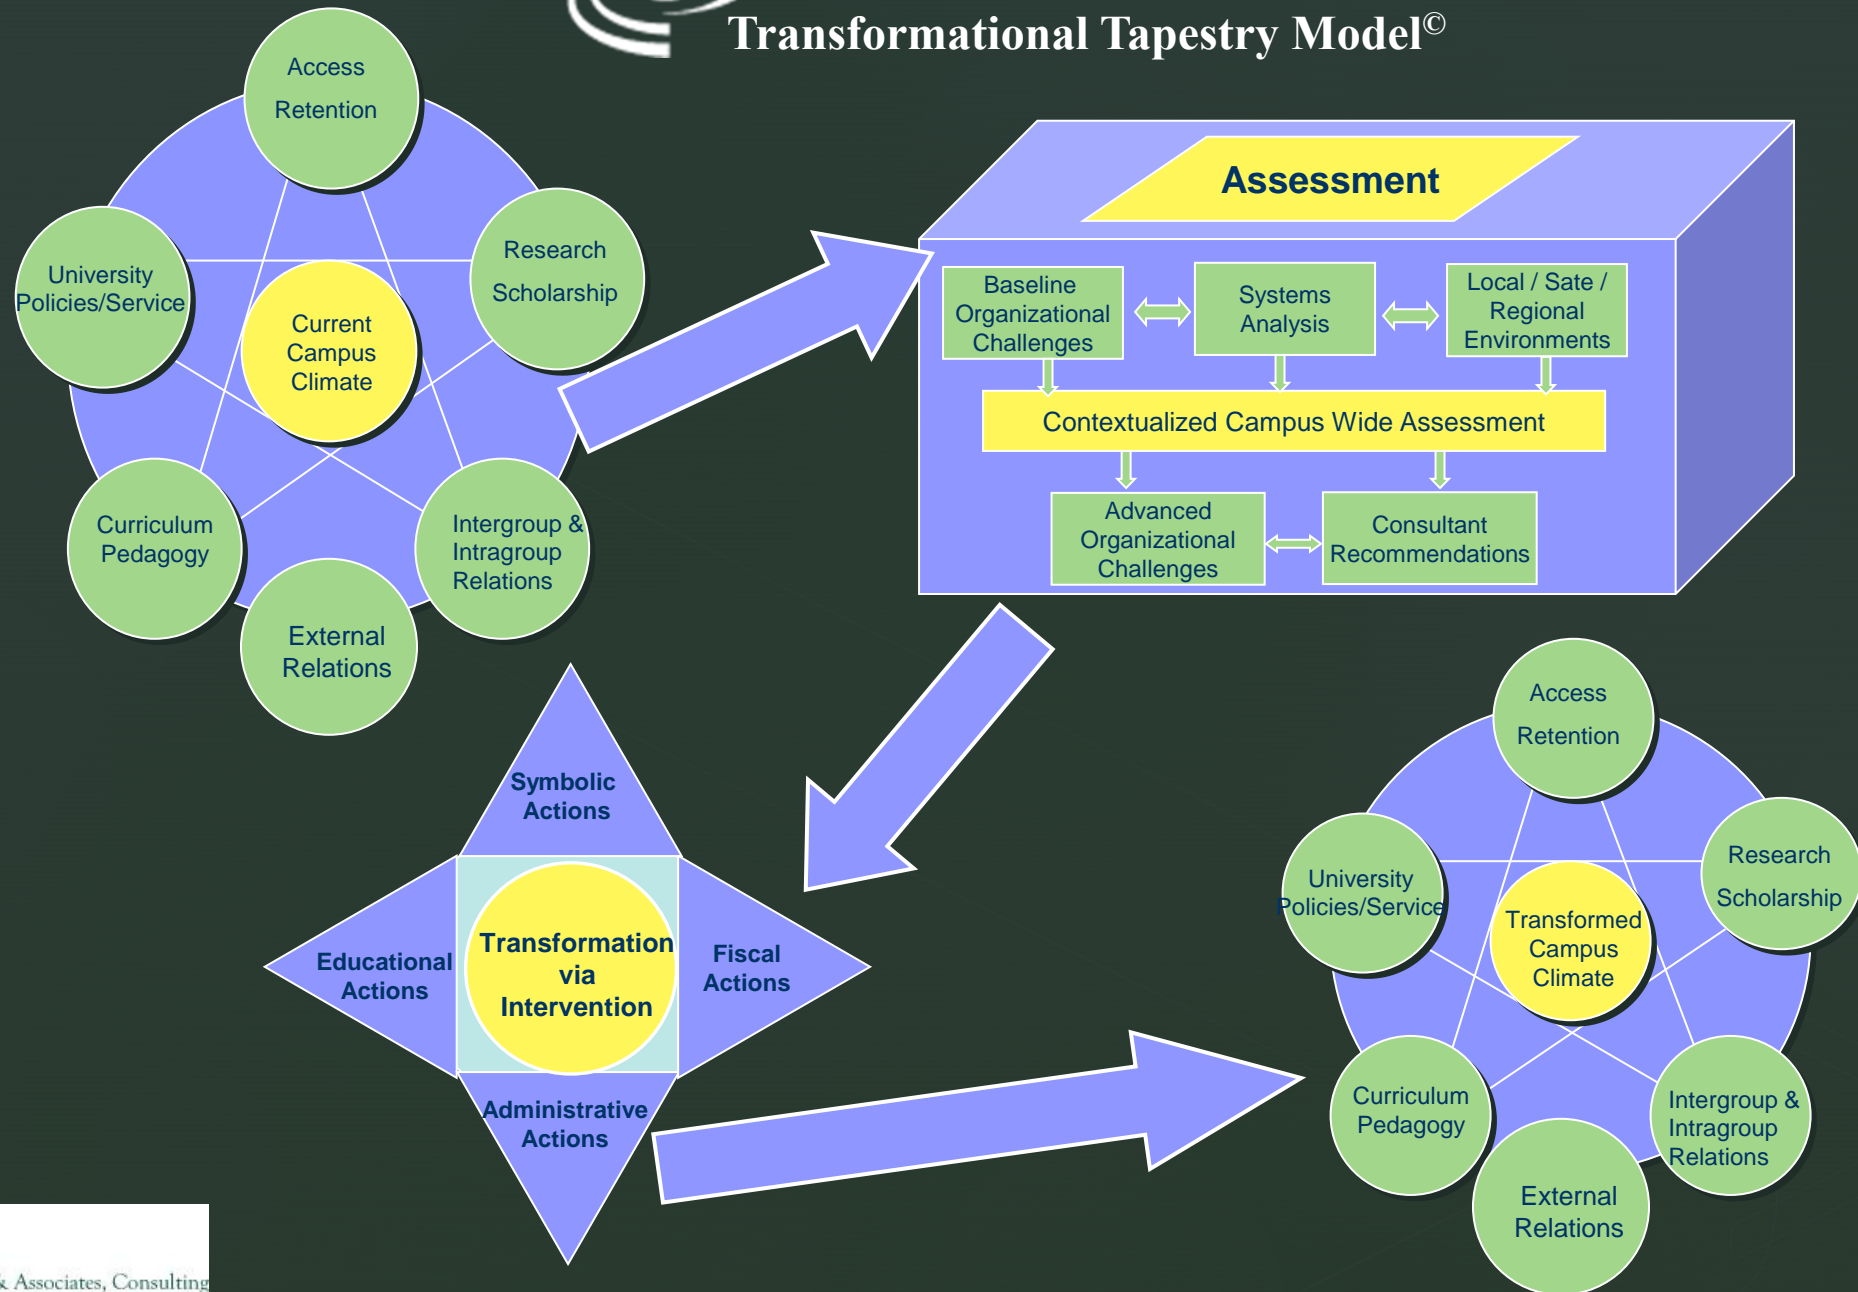 Transformational Tapestry Model©
Access
Retention
Research
Scholarship
University
Policies/Service
Current
Campus
Climate
Curriculum
Pedagogy
Intergroup &
Intragroup
Relations
External
Relations
Assessment
Baseline
Organizational
Challenges
Systems
Analysis
Local / Sate /
Regional
Environments
Contextualized Campus Wide Assessment
Advanced
Organizational
Challenges
Consultant
Recommendations
Symbolic
Actions
Educational
Actions
Transformation
via
Intervention
Fiscal
Actions
Administrative
Actions
Access
Retention
Research
Scholarship
University
Policies/Service
Transformed
Campus
Climate
Curriculum
Pedagogy
Intergroup &
Intragroup
Relations
External
Relations
& Associates, Consulting